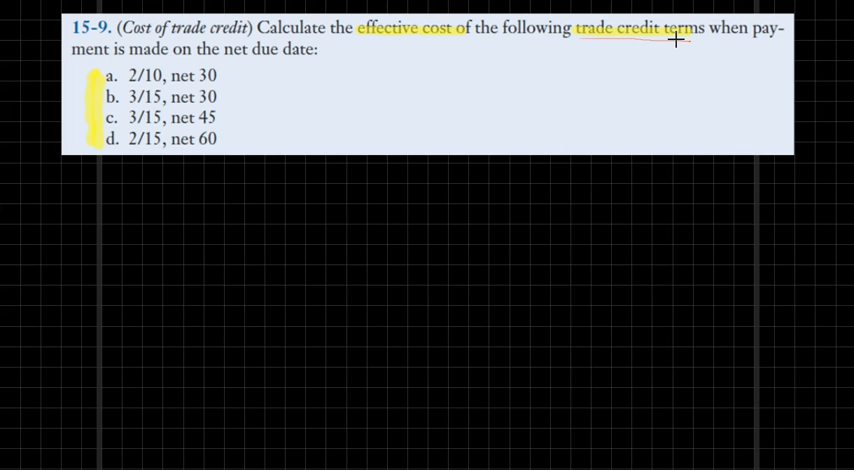 15-9. (Cost of trade credit) Calculate the effective cost of the following trade credit terms when pay-
ment is made on the net due date:
a. 2/10, net 30
b. 3/15, net 30
c. 3/15, net 45
d. 2/15, net 60